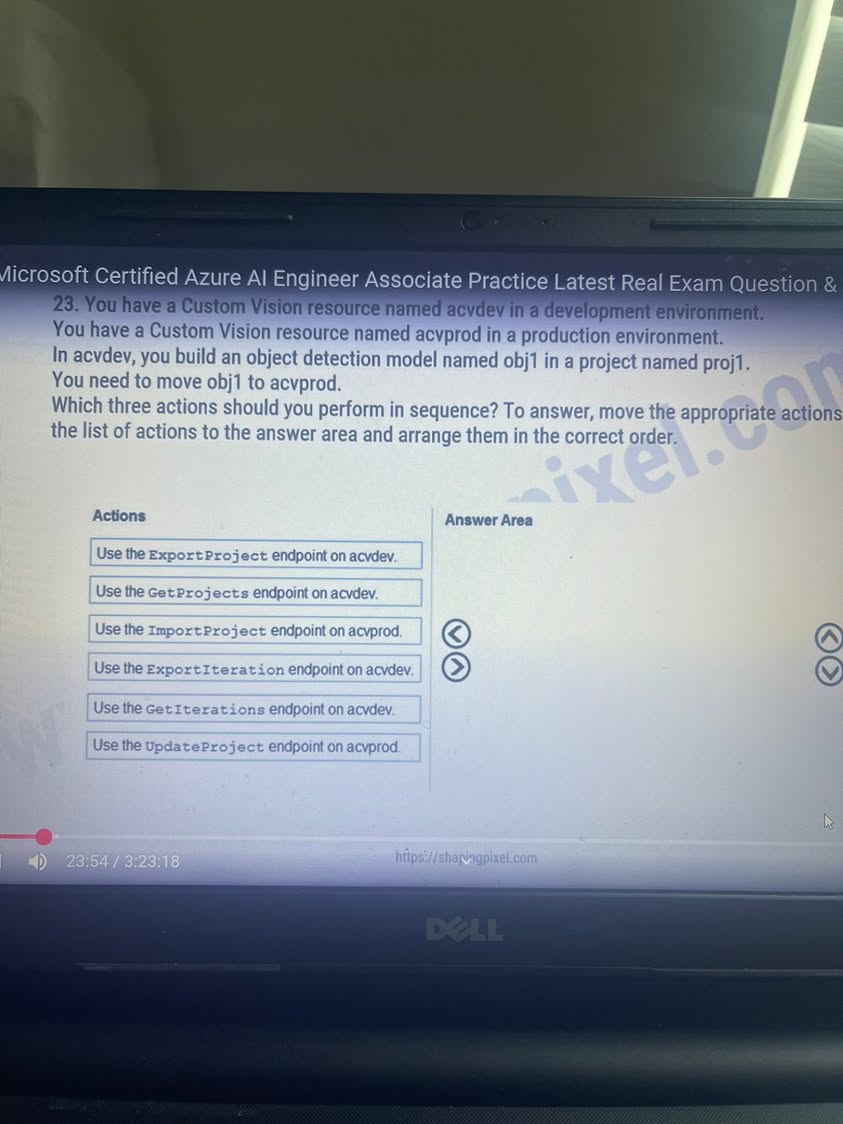 Microsoft Certified Azure AI Engineer Associate Practice Latest Real Exam Question &
23. You have a Custom Vision resource named acvdev in a development environment.
You have a Custom Vision resource named acvprod in a production environment.
In acvdev, you build an object detection model named obj1 in a project named proj1.
You need to move obj1 to acvprod.
Which three actions should you perform in sequence? To answer, move the appropriate actions
the list of actions to the answer area and arrange them in the correct order.
pixel.com
Actions
Answer Area
Use the ExportProject endpoint on acvdev.
Use the GetProjects endpoint on acvdev.
Use the ImportProject endpoint on acvprod.
Use the ExportIteration endpoint on acvdev.
Use the GetIterations endpoint on acvdev.
Use the UpdateProject endpoint on acvprod.
w
23:54 / 3:23:18
https://shapingpixel.com
DELL